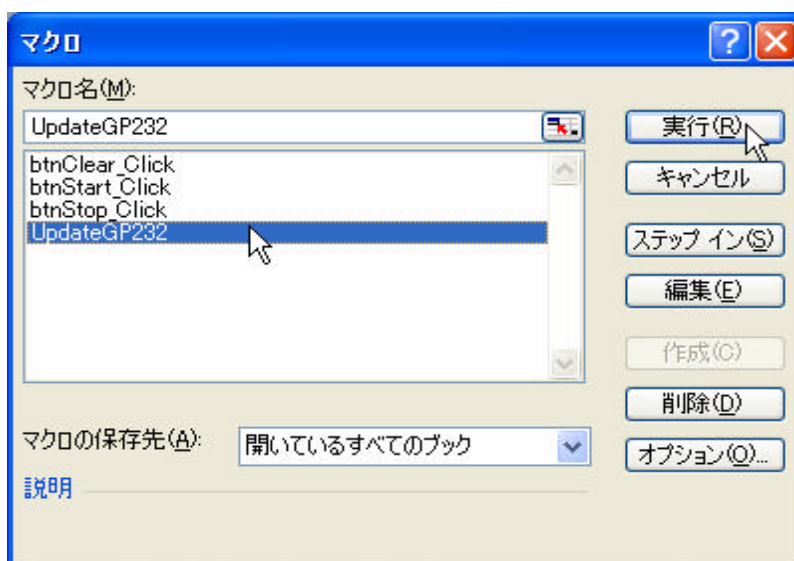 マクロ
マクロ名(M):
UpdateGP232
btnClear_Click
btnStart_Click
btnStop_Click
UpdateGP232
実行(R)
キャンセル
ステップ イン(S)
編集(E)
作成(C)
削除(D)
オプション(O)...
マクロの保存先(A):
開いているすべてのブック
説明